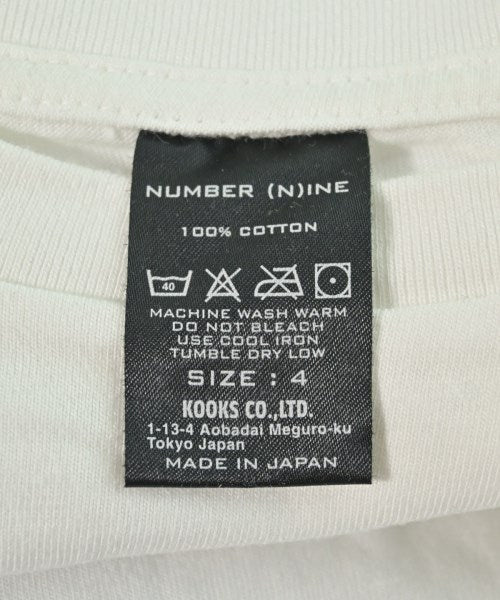 NUMBER (N)INE
100% COTTON
40
MACHINE WASH WARM
DO NOT BLEACH
USE COOL IRON
TUMBLE DRY LOW
SIZE : 4
KOOKS CO.,LTD.
1-13-4 Aobadai Meguro-ku
Tokyo Japan
MADE IN JAPAN